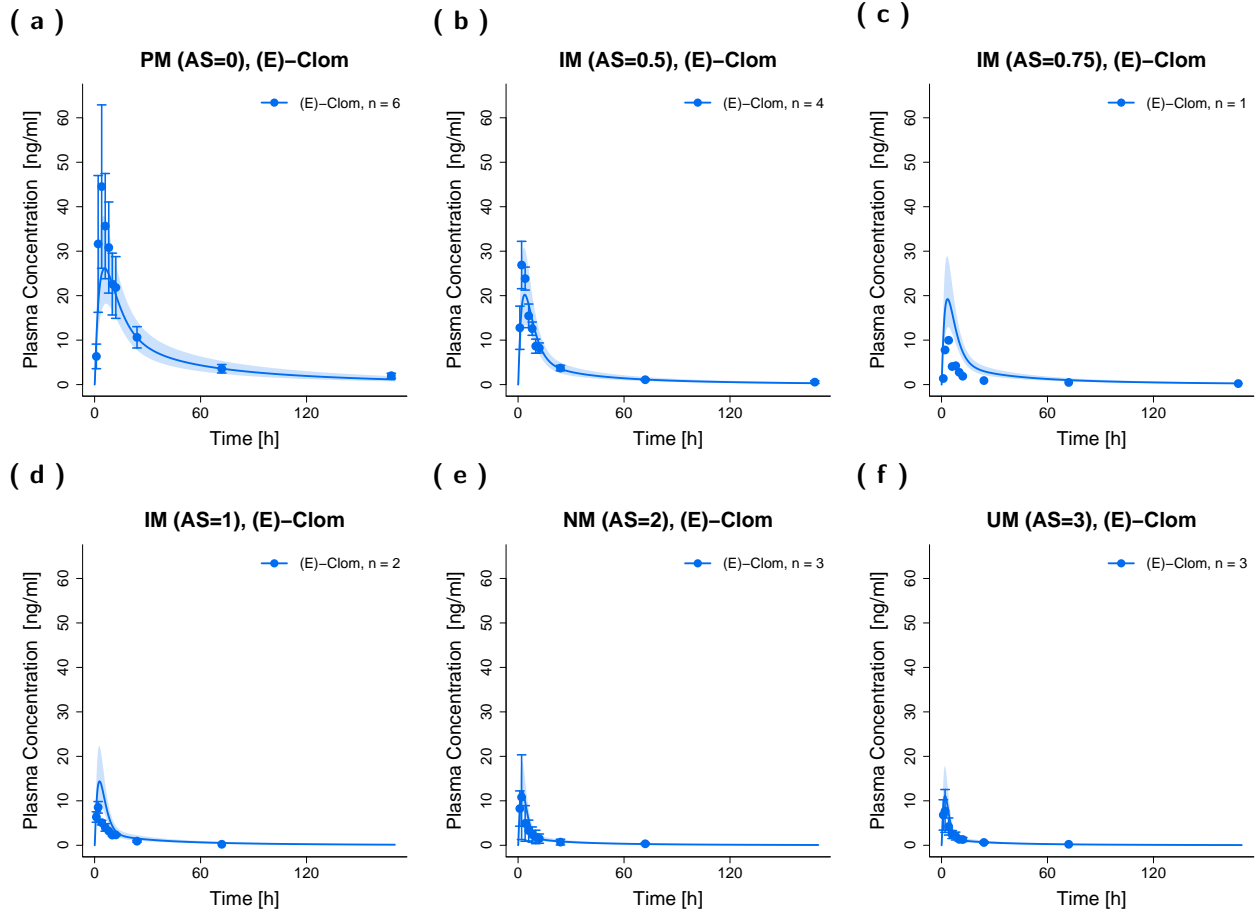 ( a )
PM (AS=0), (E)−Clom
(E)−Clom, n = 6
Plasma Concentration [ng/ml]
0 10 20 30 40 50 60
0 60 120
Time [h]
( b )
IM (AS=0.5), (E)−Clom
(E)−Clom, n = 4
Plasma Concentration [ng/ml]
0 10 20 30 40 50 60
0 60 120
Time [h]
( c )
IM (AS=0.75), (E)−Clom
(E)−Clom, n = 1
Plasma Concentration [ng/ml]
0 10 20 30 40 50 60
0 60 120
Time [h]
( d )
IM (AS=1), (E)−Clom
(E)−Clom, n = 2
Plasma Concentration [ng/ml]
0 10 20 30 40 50 60
0 60 120
Time [h]
( e )
NM (AS=2), (E)−Clom
(E)−Clom, n = 3
Plasma Concentration [ng/ml]
0 10 20 30 40 50 60
0 60 120
Time [h]
( f )
UM (AS=3), (E)−Clom
(E)−Clom, n = 3
Plasma Concentration [ng/ml]
0 10 20 30 40 50 60
0 60 120
Time [h]